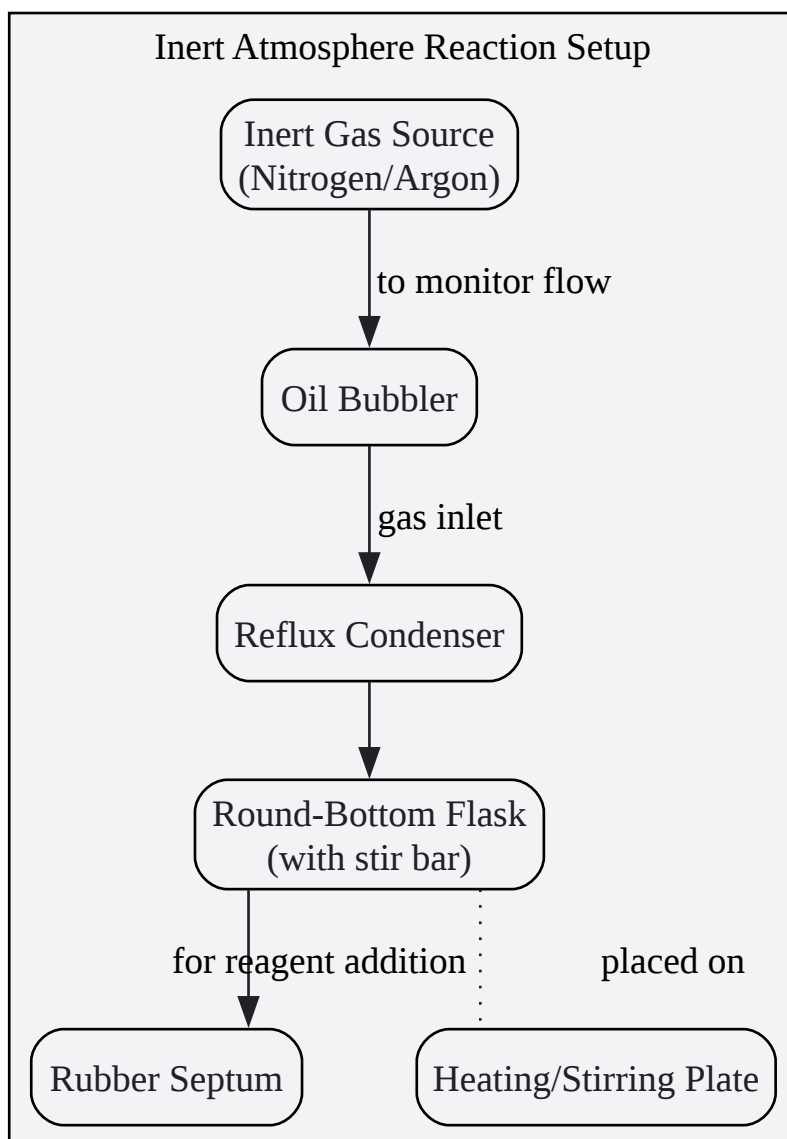 Inert Atmosphere Reaction Setup
Inert Gas Source
(Nitrogen/Argon)
to monitor flow
Oil Bubbler
gas inlet
Reflux Condenser
Round-Bottom Flask
(with stir bar)
for reagent addition
placed on
Rubber Septum
Heating/Stirring Plate